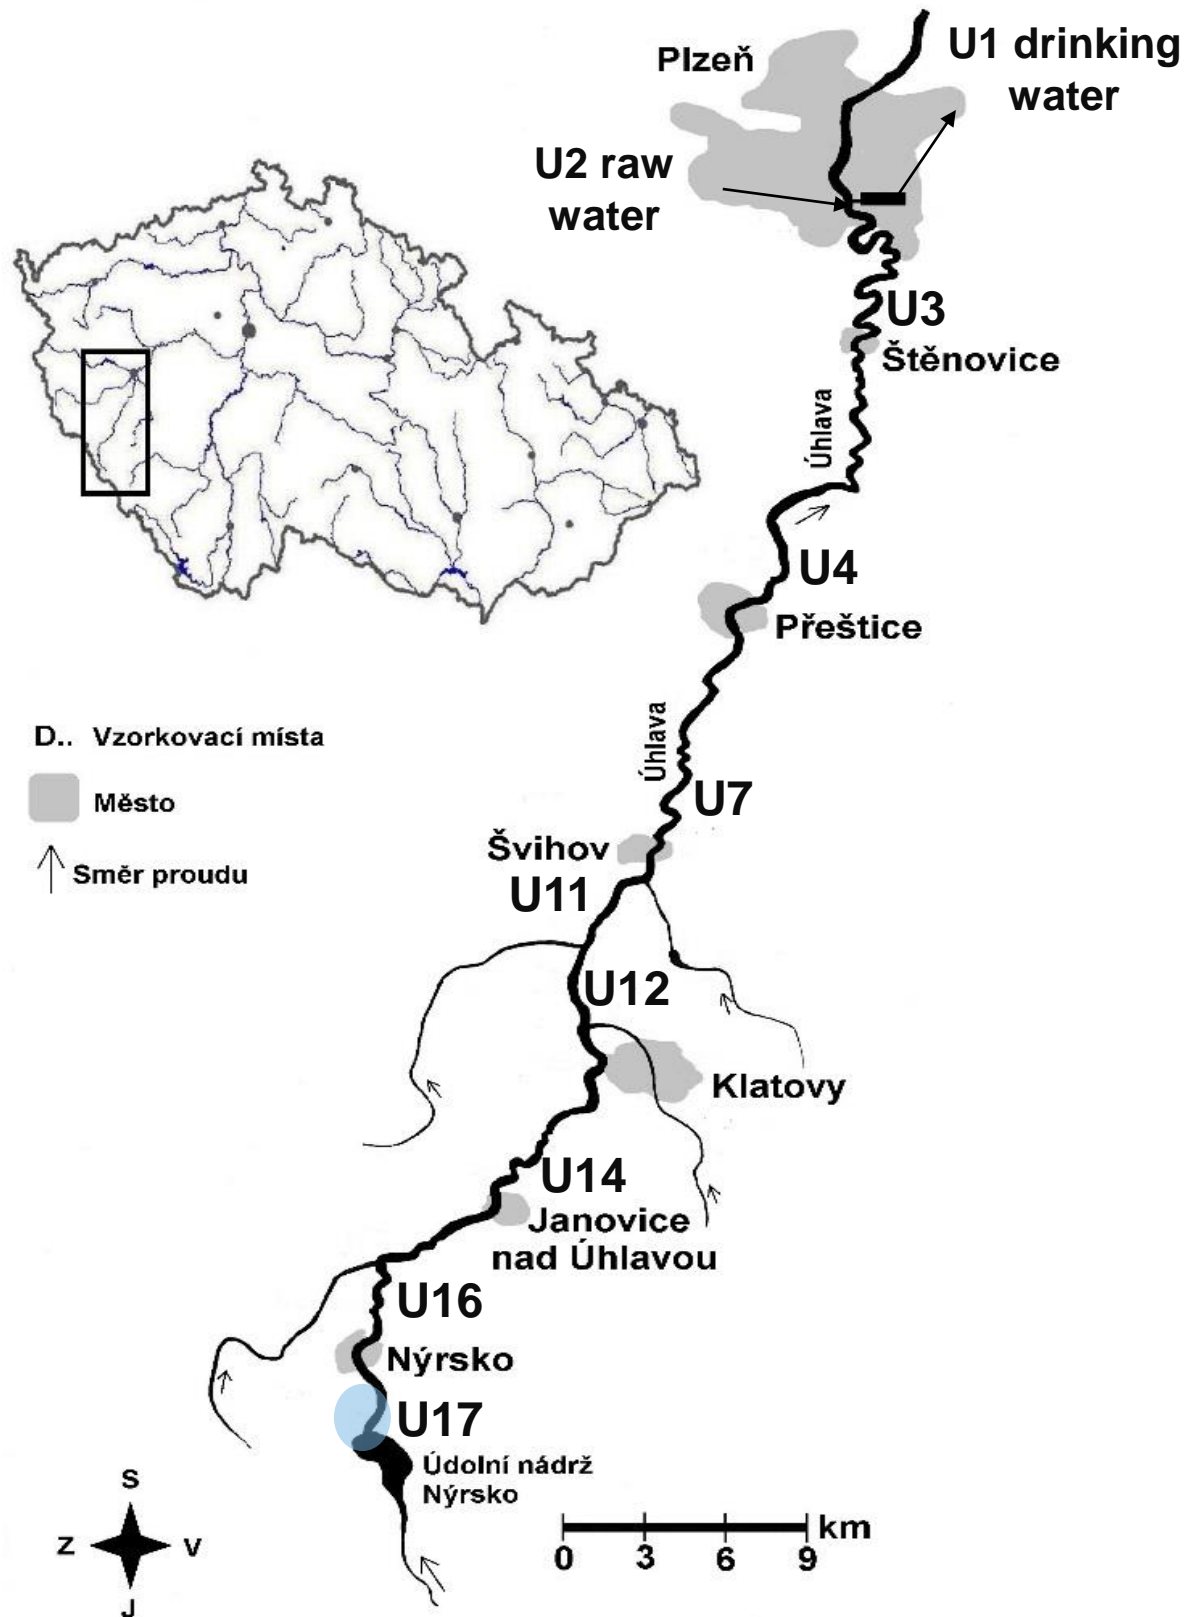 Plzeň
U1 drinking
water
U2 raw
water
U3
Štěnovice
Úhlava
U4
Přeštice
D.. Vzorkovací místa
Město
Směr proudu
Úhlava
U7
Švihov
U11
U12
Klatovy
U14
Janovice
nad Úhlavou
U16
Nýrsko
U17
Údolní nádrž
Nýrsko
S
Z V
J
km
0 3 6 9